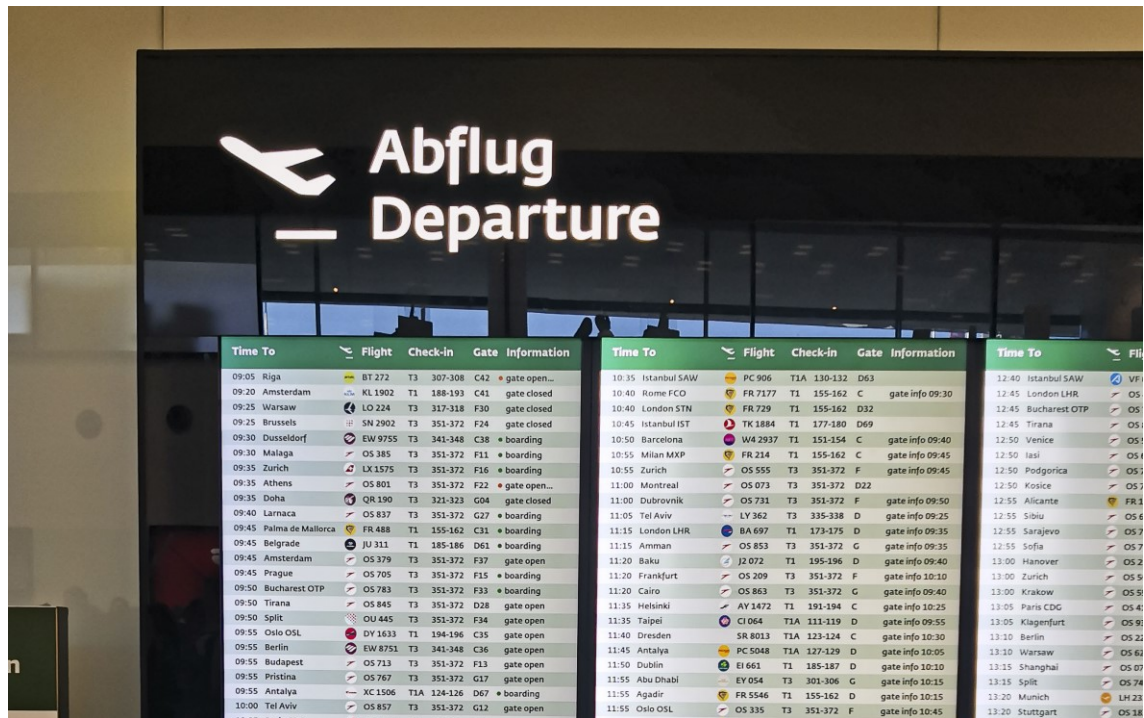 Abflug
Departure
Time To Flight Check-in Gate Information
09:05 Riga BT 272 T3 307-308 C42 gate open...
09:20 Amsterdam KL 1902 T1 188-193 C41 gate closed
09:25 Warsaw LO 224 T3 317-318 F30 gate closed
09:25 Brussels SN 2902 T3 351-372 F24 gate closed
09:30 Dusseldorf EW 9755 T3 341-348 C38 • boarding
09:30 Malaga OS 385 T3 351-372 F11 • boarding
09:35 Zurich LX 1575 T3 351-372 F16 • boarding
09:35 Athens OS 801 T3 351-372 F22 • gate open...
09:35 Doha QR 190 T3 321-323 G04 gate closed
09:40 Larnaca OS 837 T3 351-372 G27 • boarding
09:45 Palma de Mallorca FR 488 T1 155-162 C31 • boarding
09:45 Belgrade JU 311 T1 185-186 D61 • boarding
09:45 Amsterdam OS 379 T3 351-372 F37 gate open
09:45 Prague OS 705 T3 351-372 F15 • boarding
09:50 Bucharest OTP OS 783 T3 351-372 F33 • boarding
09:50 Tirana OS 845 T3 351-372 D28 gate open
09:50 Split OU 445 T3 351-372 F34 gate open
09:55 Oslo OSL DY 1633 T1 194-196 C35 gate open
09:55 Berlin EW 8751 T3 341-348 C36 gate open
09:55 Budapest OS 713 T3 351-372 F13 gate open
09:55 Pristina OS 767 T3 351-372 G17 gate open
09:55 Antalya XC 1506 T1A 124-126 D67 • boarding
10:00 Tel Aviv OS 857 T3 351-372 G12 gate open
Time To Flight Check-in Gate Information
10:35 Istanbul SAW PC 906 T1A 130-132 D63
10:40 Rome FCO FR 7177 T1 155-162 C gate info 09:30
10:40 London STN FR 729 T1 155-162 D32
10:45 Istanbul IST TK 1884 T1 177-180 D69
10:50 Barcelona W4 2937 T1 151-154 C gate info 09:40
10:55 Milan MXP FR 214 T1 155-162 C gate info 09:45
10:55 Zurich OS 555 T3 351-372 F gate info 09:45
11:00 Montreal OS 073 T3 351-372 D22
11:00 Dubrovnik OS 731 T3 351-372 F gate info 09:50
11:05 Tel Aviv LY 362 T3 335-338 D gate info 09:25
11:15 London LHR BA 697 T1 173-175 D gate info 09:35
11:15 Amman OS 853 T3 351-372 G gate info 09:35
11:20 Baku J2 072 T1 195-196 D gate info 09:40
11:20 Frankfurt OS 209 T3 351-372 F gate info 10:10
11:20 Cairo OS 863 T3 351-372 G gate info 09:40
11:35 Helsinki AY 1472 T1 191-194 C gate info 10:25
11:35 Taipei CI 064 T1A 111-119 D gate info 09:55
11:40 Dresden SR 8013 T1A 123-124 C gate info 10:30
11:45 Antalya PC 5048 T1A 127-129 D gate info 10:05
11:50 Dublin EI 661 T1 185-187 D gate info 10:10
11:55 Abu Dhabi EY 054 T3 301-306 G gate info 10:15
11:55 Agadir FR 5546 T1 155-162 D gate info 10:15
11:55 Oslo OSL OS 335 T3 351-372 F gate info 10:45
Time To
12:40 Istanbul SAW VF
12:45 London LHR OS
12:45 Bucharest OTP OS
12:45 Tirana OS
12:50 Venice OS
12:50 Iasi OS
12:50 Podgorica OS
12:50 Kosice OS
12:55 Alicante FR
12:55 Sibiu OS
12:55 Sarajevo OS
12:55 Sofia OS
13:00 Hanover OS
13:00 Zurich OS
13:00 Krakow OS
13:05 Paris CDG OS
13:05 Klagenfurt OS
13:10 Berlin OS
13:10 Warsaw OS
13:15 Shanghai OS
13:15 Split OS
13:20 Munich LH
13:20 Stuttgart OS